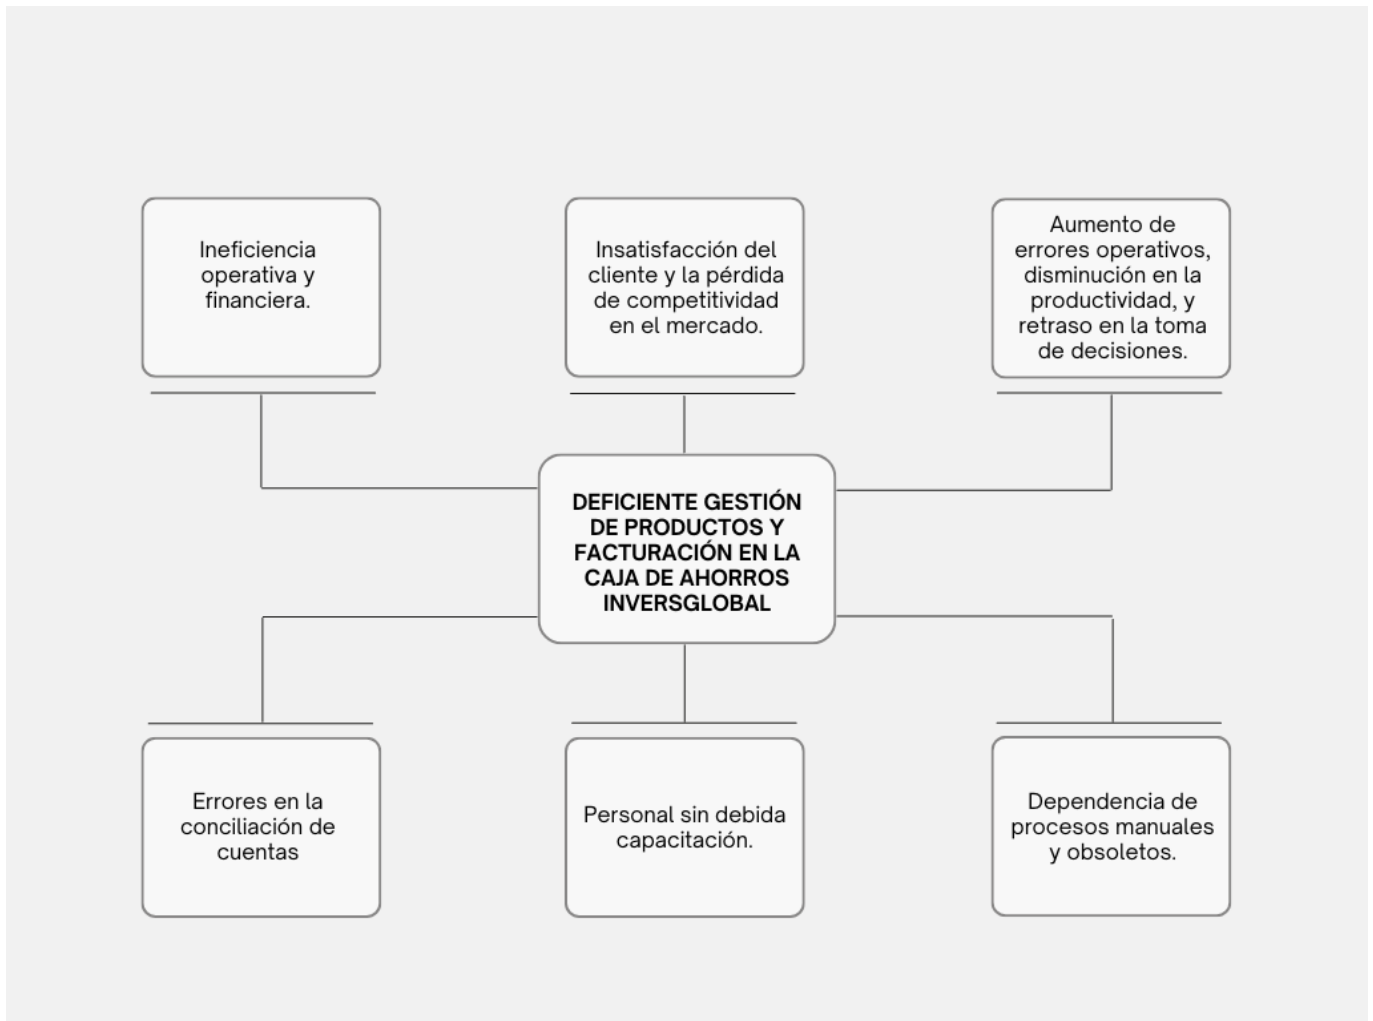 Ineficiencia
operativa y
financiera.
Insatisfacción del
cliente y la pérdida
de competitividad
en el mercado.
Aumento de
errores operativos,
disminución en la
productividad, y
retraso en la toma
de decisiones.
DEFICIENTE GESTIÓN
DE PRODUCTOS Y
FACTURACIÓN EN LA
CAJA DE AHORROS
INVERSGLOBAL
Errores en la
conciliación de
cuentas
Personal sin debida
capacitación.
Dependencia de
procesos manuales
y obsoletos.